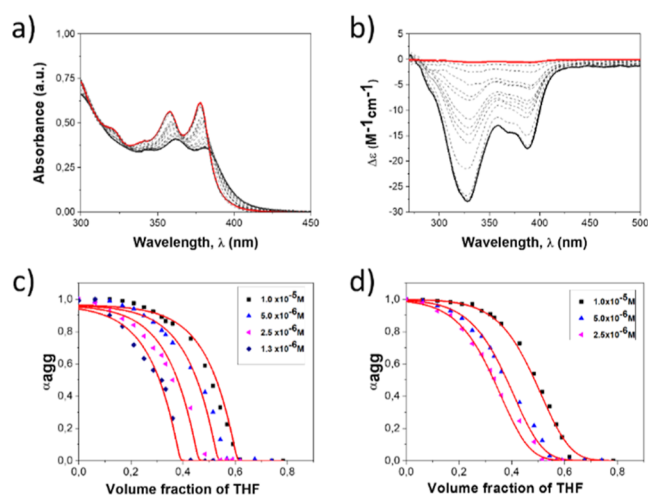 a)
1,00
0,75
0,50
0,25
0,00
Absorbance (a.u.)
300
350
400
450
Wavelength, λ (nm)
b)
5
0
-5
-10
-15
-20
-25
-30
Δε (M⁻¹cm⁻¹)
300
350
400
450
500
Wavelength, λ (nm)
c)
1,0
0,8
0,6
0,4
0,2
0,0
αagg
1.0 x10⁻⁵M
5.0 x10⁻⁶M
2.5 x10⁻⁶M
1.3 x10⁻⁶M
0,0
0,2
0,4
0,6
0,8
1,0
Volume fraction of THF
d)
1,0
0,8
0,6
0,4
0,2
0,0
αagg
1.0x10⁻⁵M
5.0x10⁻⁶M
2.5x10⁻⁶M
0,0
0,2
0,4
0,6
0,8
1,0
Volume fraction of THF